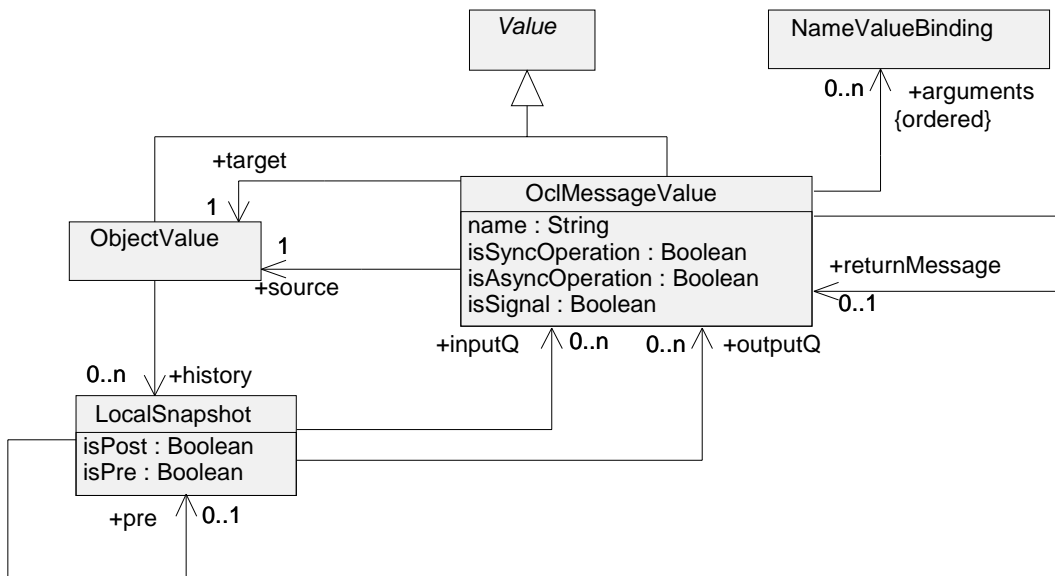 Value
NameValueBinding
0..n
+arguments
{ordered}
+target
1
OclMessageValue
name : String
isSyncOperation : Boolean
isAsyncOperation : Boolean
isSignal : Boolean
ObjectValue
1
+source
+returnMessage
0..1
+inputQ
0..n
0..n
+outputQ
0..n
+history
LocalSnapshot
isPost : Boolean
isPre : Boolean
+pre
0..1